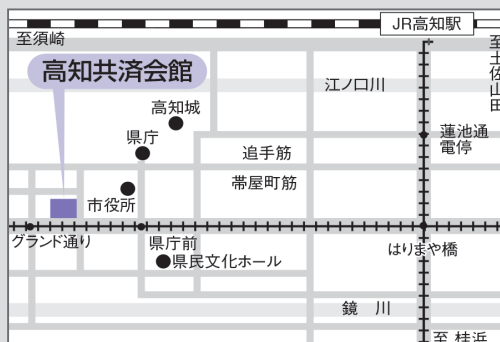 JR高知駅
至須崎
至土佐山田
高知共済会館
江ノ口川
高知城
蓮池通
電停
県庁
追手筋
帯屋町筋
市役所
グランド通り
県庁前
はりまや橋
県民文化ホール
鏡 川
至 桂浜